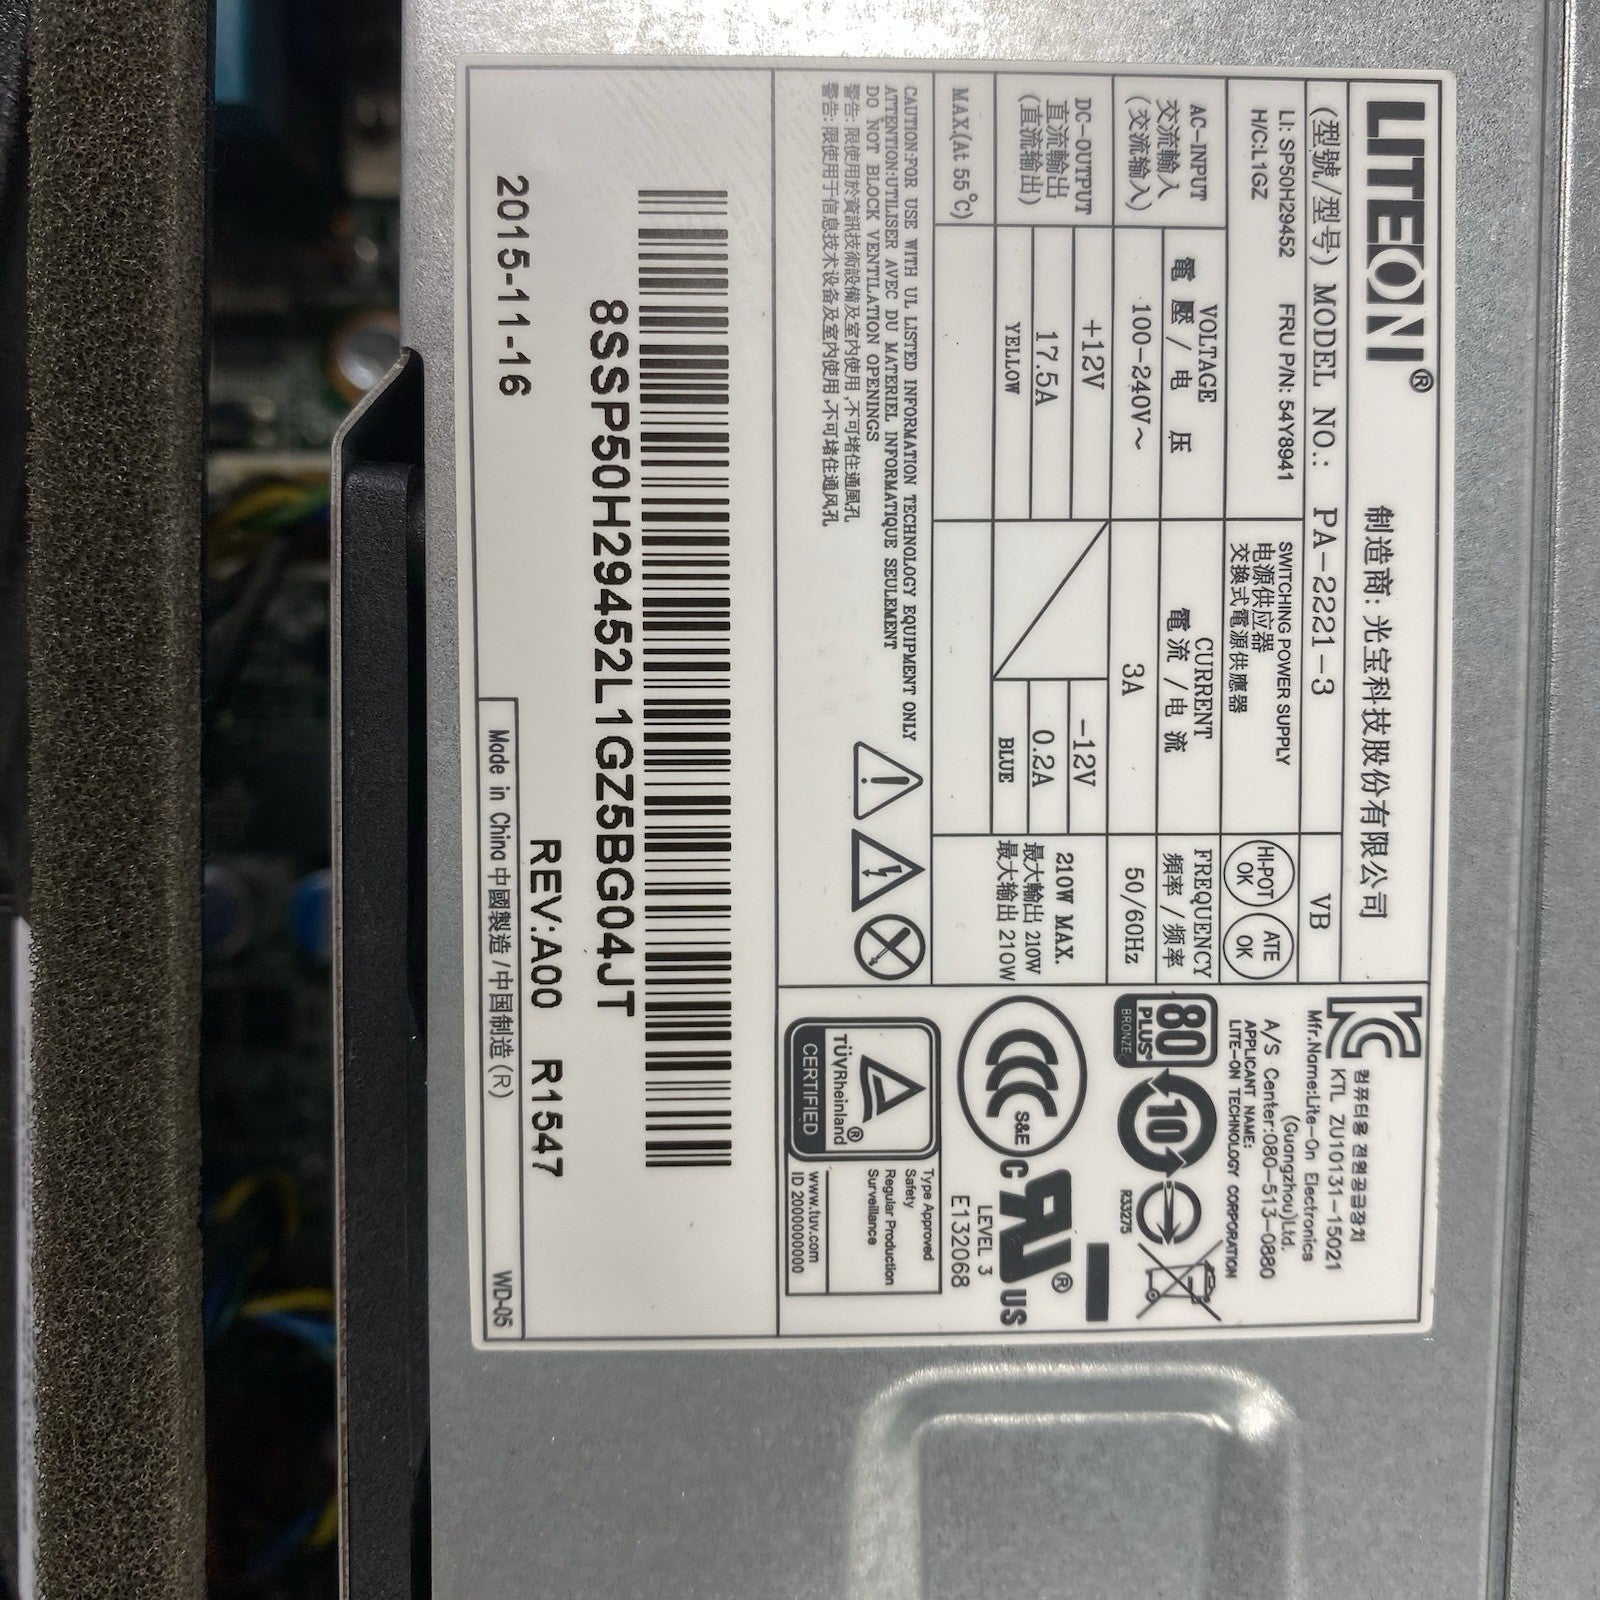 LITEON®
制造商: 光宝科技股份有限公司
(型號/型号) MODEL NO.: PA-2221-3 VB
LI: SP50H29452 FRU P/N: 54Y8941
H/C:L1GZ
SWITCHING POWER SUPPLY
电源供应器
交換式電源供應器
HI-POT OK
ATE OK
AC-INPUT
交流輸入
(交流输入)
VOLTAGE
電 壓 / 电 压
CURRENT
電 流 / 电 流
FREQUENCY
頻率 / 频率
100-240V~ 3A 50/60Hz
DC-OUTPUT
直流輸出
(直流输出)
+12V -12V
17.5A 0.2A
YELLOW BLUE
MAX(At 55℃)
210W MAX.
最大輸出 210W
最大输出 210W
CAUTION:FOR USE WITH UL LISTED INFORMATION TECHNOLOGY EQUIPMENT ONLY
ATTENTION:UTILISER AVEC DU MATERIEL INFORMATIQUE SEULEMENT
DO NOT BLOCK VENTILATION OPENINGS
警告: 限使用於資訊技術設備及室內使用,不可堵住通風孔
警告: 限使用于信息技术设备及室内使用,不可堵住通风孔
8SSP50H29452L1GZ5BG04JT
2015-11-16
REV:A00 R1547
Made in China 中國製造 /中国制造 (R)
WD-05
컴퓨터용 전원공급장치
KTL ZU10131-15021
Mfr.Name:Lite-On Electronics
(Guangzhou)Ltd.
A/S Center:080-513-0880
APPLICANT NAME:
LITE-ON TECHNOLOGY CORPORATION
80 PLUS® BRONZE
10
R33275
S&E
c UR® US
LEVEL 3
E132068
TÜVRheinland®
CERTIFIED
Type Approved
Safety
Regular Production
Surveillance
www.tuv.com
ID 2000000000